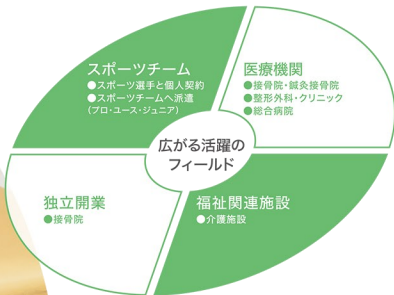 スポーツチーム
●スポーツ選手と個人契約
●スポーツチームへ派遣
(プロ・ユース・ジュニア)
医療機関
●接骨院・鍼灸接骨院
●整形外科・クリニック
●総合病院
広がる活躍の
フィールド
独立開業
●接骨院
福祉関連施設
●介護施設